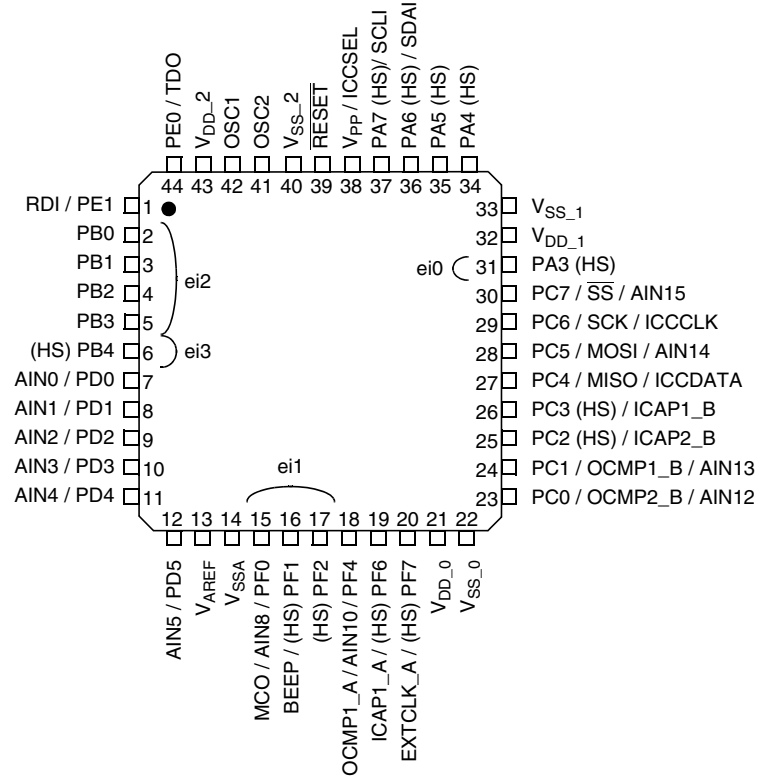 PE0 / TDO
VDD_2
OSC1
OSC2
VSS_2
RESET
VPP / ICCSEL
PA7 (HS)/ SCLI
PA6 (HS) / SDAI
PA5 (HS)
PA4 (HS)
44 43 42 41 40 39 38 37 36 35 34
RDI / PE1 1
PB0 2
PB1 3
PB2 4
PB3 5
(HS) PB4 6
AIN0 / PD0 7
AIN1 / PD1 8
AIN2 / PD2 9
AIN3 / PD3 10
AIN4 / PD4 11
ei2
ei3
ei0
ei1
33 VSS_1
32 VDD_1
31 PA3 (HS)
30 PC7 / SS / AIN15
29 PC6 / SCK / ICCCLK
28 PC5 / MOSI / AIN14
27 PC4 / MISO / ICCDATA
26 PC3 (HS) / ICAP1_B
25 PC2 (HS) / ICAP2_B
24 PC1 / OCMP1_B / AIN13
23 PC0 / OCMP2_B / AIN12
12 13 14 15 16 17 18 19 20 21 22
AIN5 / PD5
VAREF
VSSA
MCO / AIN8 / PF0
BEEP / (HS) PF1
(HS) PF2
OCMP1_A / AIN10 / PF4
ICAP1_A / (HS) PF6
EXTCLK_A / (HS) PF7
VDD_0
VSS_0